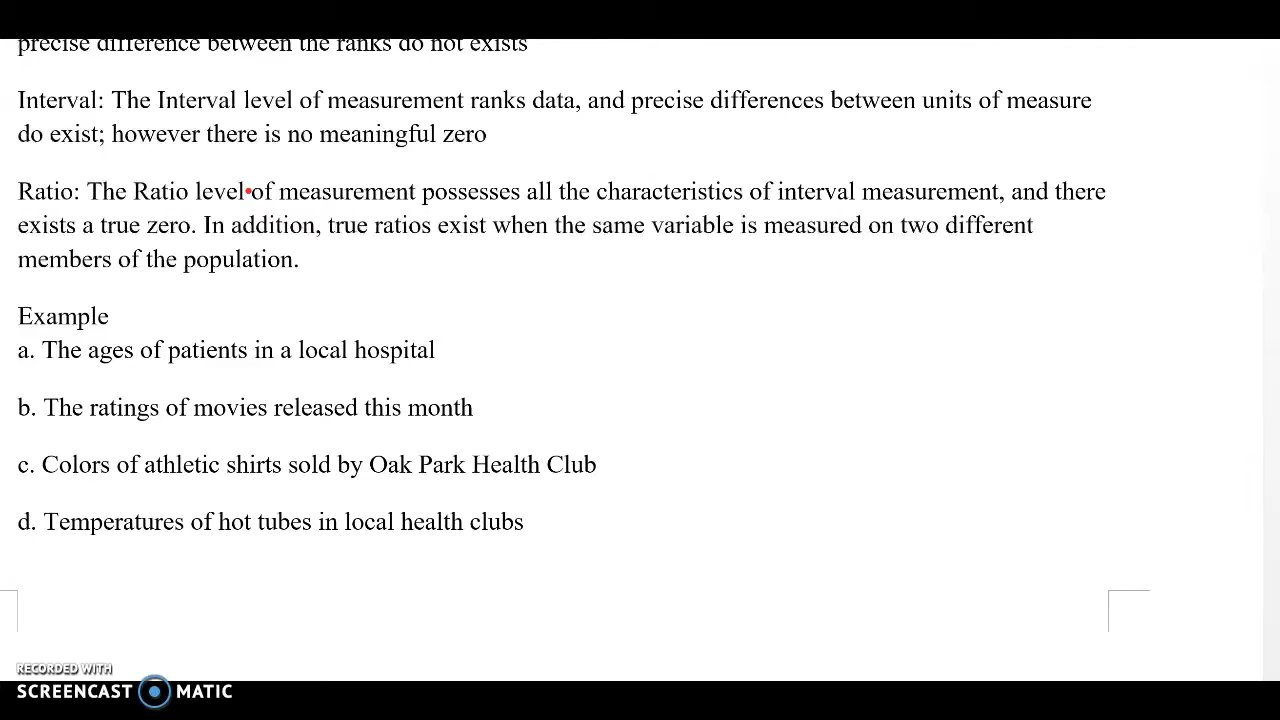 precise difference between the ranks do not exists
Interval: The Interval level of measurement ranks data, and precise differences between units of measure
do exist; however there is no meaningful zero
Ratio: The Ratio level of measurement possesses all the characteristics of interval measurement, and there
exists a true zero. In addition, true ratios exist when the same variable is measured on two different
members of the population.
Example
a. The ages of patients in a local hospital
b. The ratings of movies released this month
c. Colors of athletic shirts sold by Oak Park Health Club
d. Temperatures of hot tubes in local health clubs
RECORDED WITH
SCREENCAST MATIC